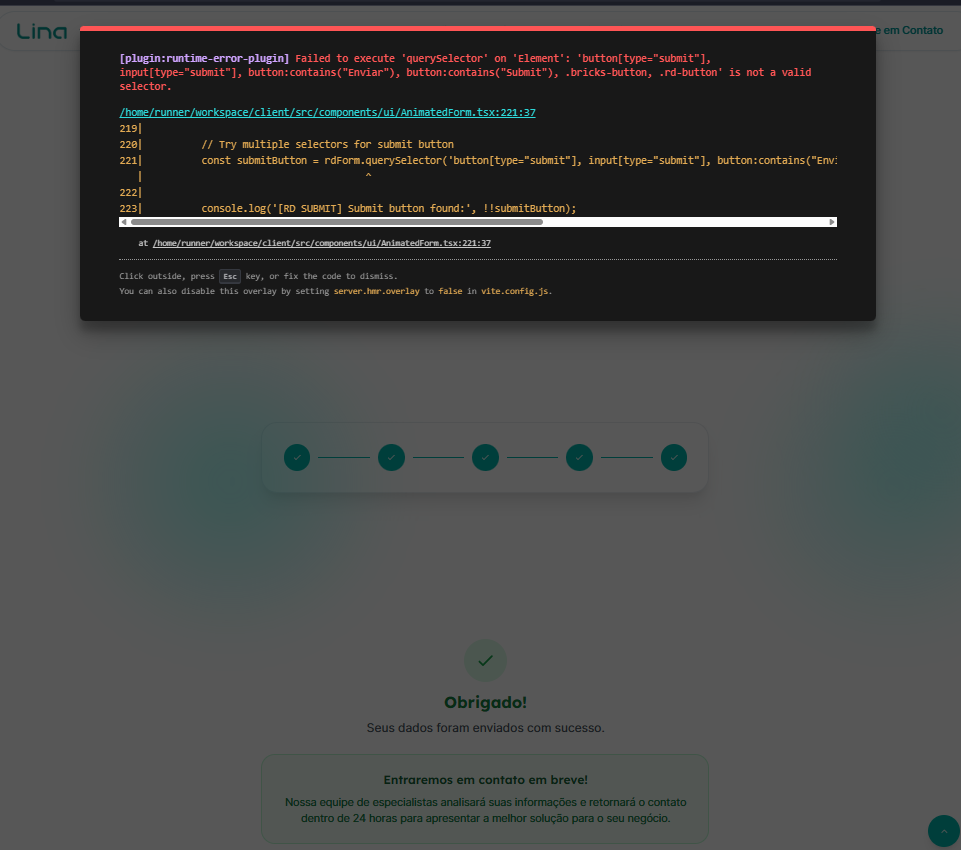 Lina
e em Contato
[plugin:runtime-error-plugin] Failed to execute 'querySelector' on 'Element': 'button[type="submit"],
input[type="submit"], button:contains("Enviar"), button:contains("Submit"), .bricks-button, .rd-button' is not a valid
selector.
/home/runner/workspace/client/src/components/ui/AnimatedForm.tsx:221:37
219|
220|         // Try multiple selectors for submit button
221|         const submitButton = rdForm.querySelector('button[type="submit"], input[type="submit"], button:contains("Envi
   |                                    ^
222|
223|         console.log('[RD SUBMIT] Submit button found:', !!submitButton);
at /home/runner/workspace/client/src/components/ui/AnimatedForm.tsx:221:37
Click outside, press Esc key, or fix the code to dismiss.
You can also disable this overlay by setting server.hmr.overlay to false in vite.config.js.
Obrigado!
Seus dados foram enviados com sucesso.
Entraremos em contato em breve!
Nossa equipe de especialistas analisará suas informações e retornará o contato
dentro de 24 horas para apresentar a melhor solução para o seu negócio.